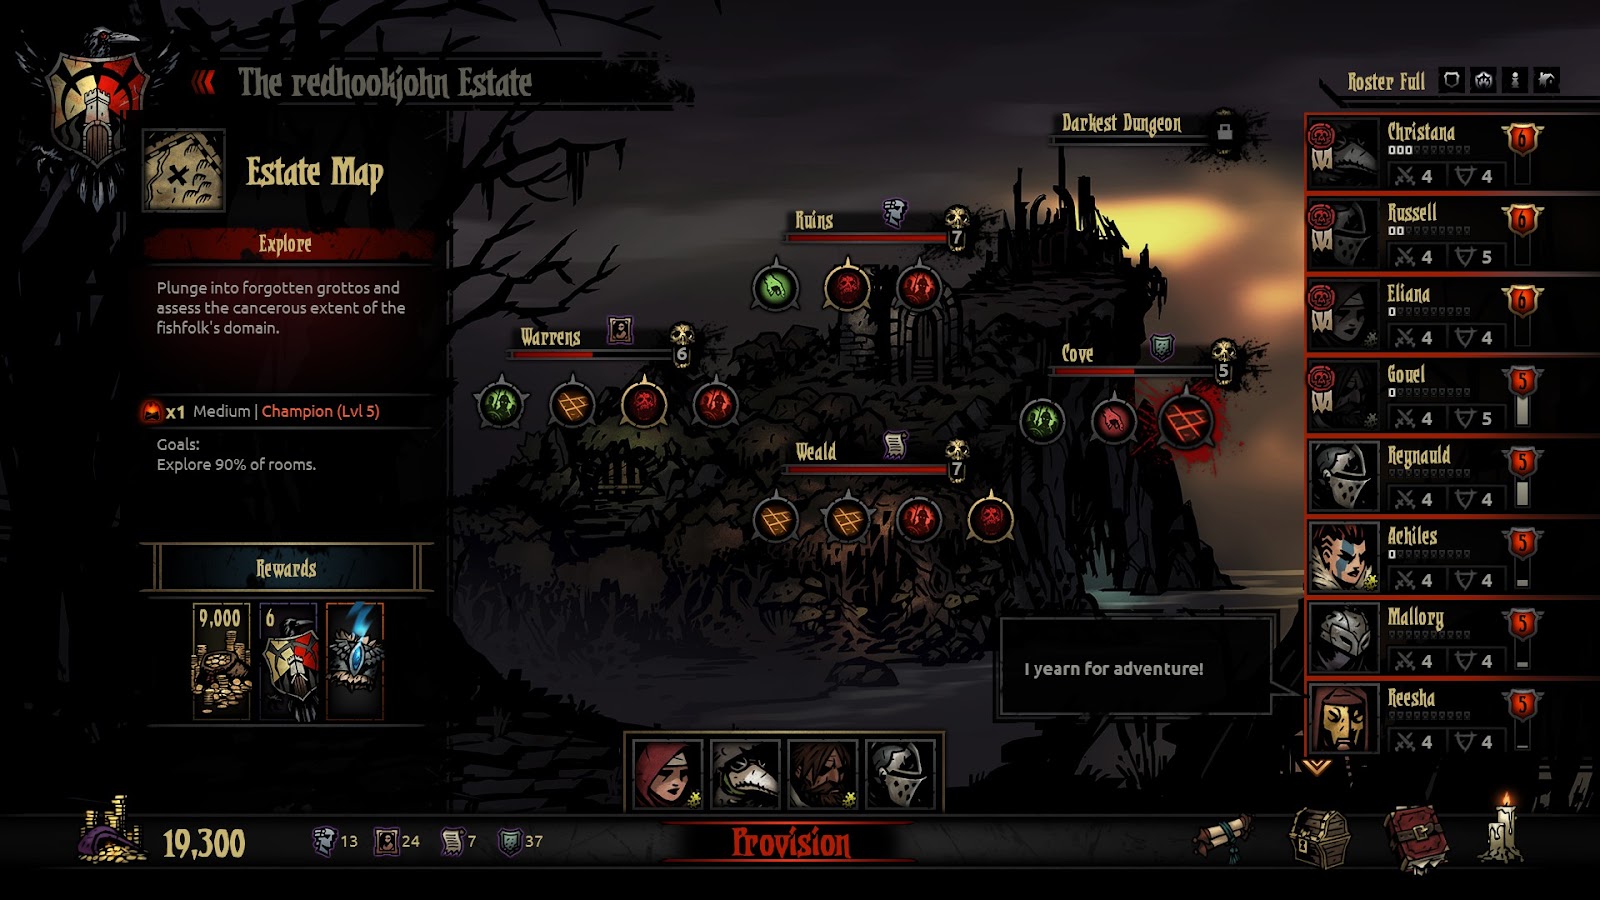 The redhookjohn Estate
Estate Map
Explore
Plunge into forgotten grottos and
assess the cancerous extent of the
fishfolk's domain.
x1 Medium | Champion (Lvl 5)
Goals:
Explore 90% of rooms.
Rewards
9,000
6
Darkest Dungeon
Ruins
7
Warrens
6
Cove
5
Weald
7
I yearn for adventure!
Roster Full
Christana
6
4 4
Russell
6
4 5
Eliana
6
4 4
Gouel
5
4 5
Reynauld
5
4 4
Achiles
5
4 4
Mallory
5
4 4
Reesha
5
4 4
19,300
13 24 7 37
Provision